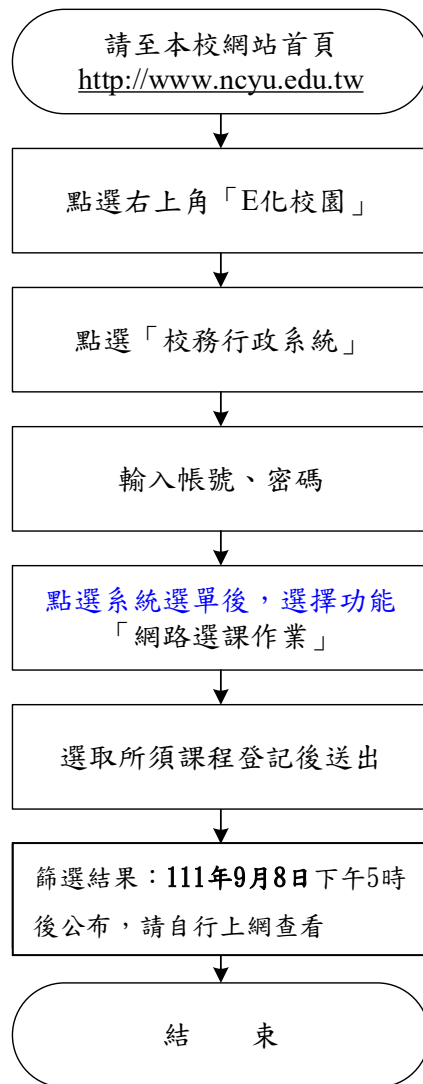 請至本校網站首頁
http://www.ncyu.edu.tw
點選右上角「E化校園」
點選「校務行政系統」
輸入帳號、密碼
點選系統選單後，選擇功能
「網路選課作業」
選取所須課程登記後送出
篩選結果：111年9月8日下午5時
後公布，請自行上網查看
結　束